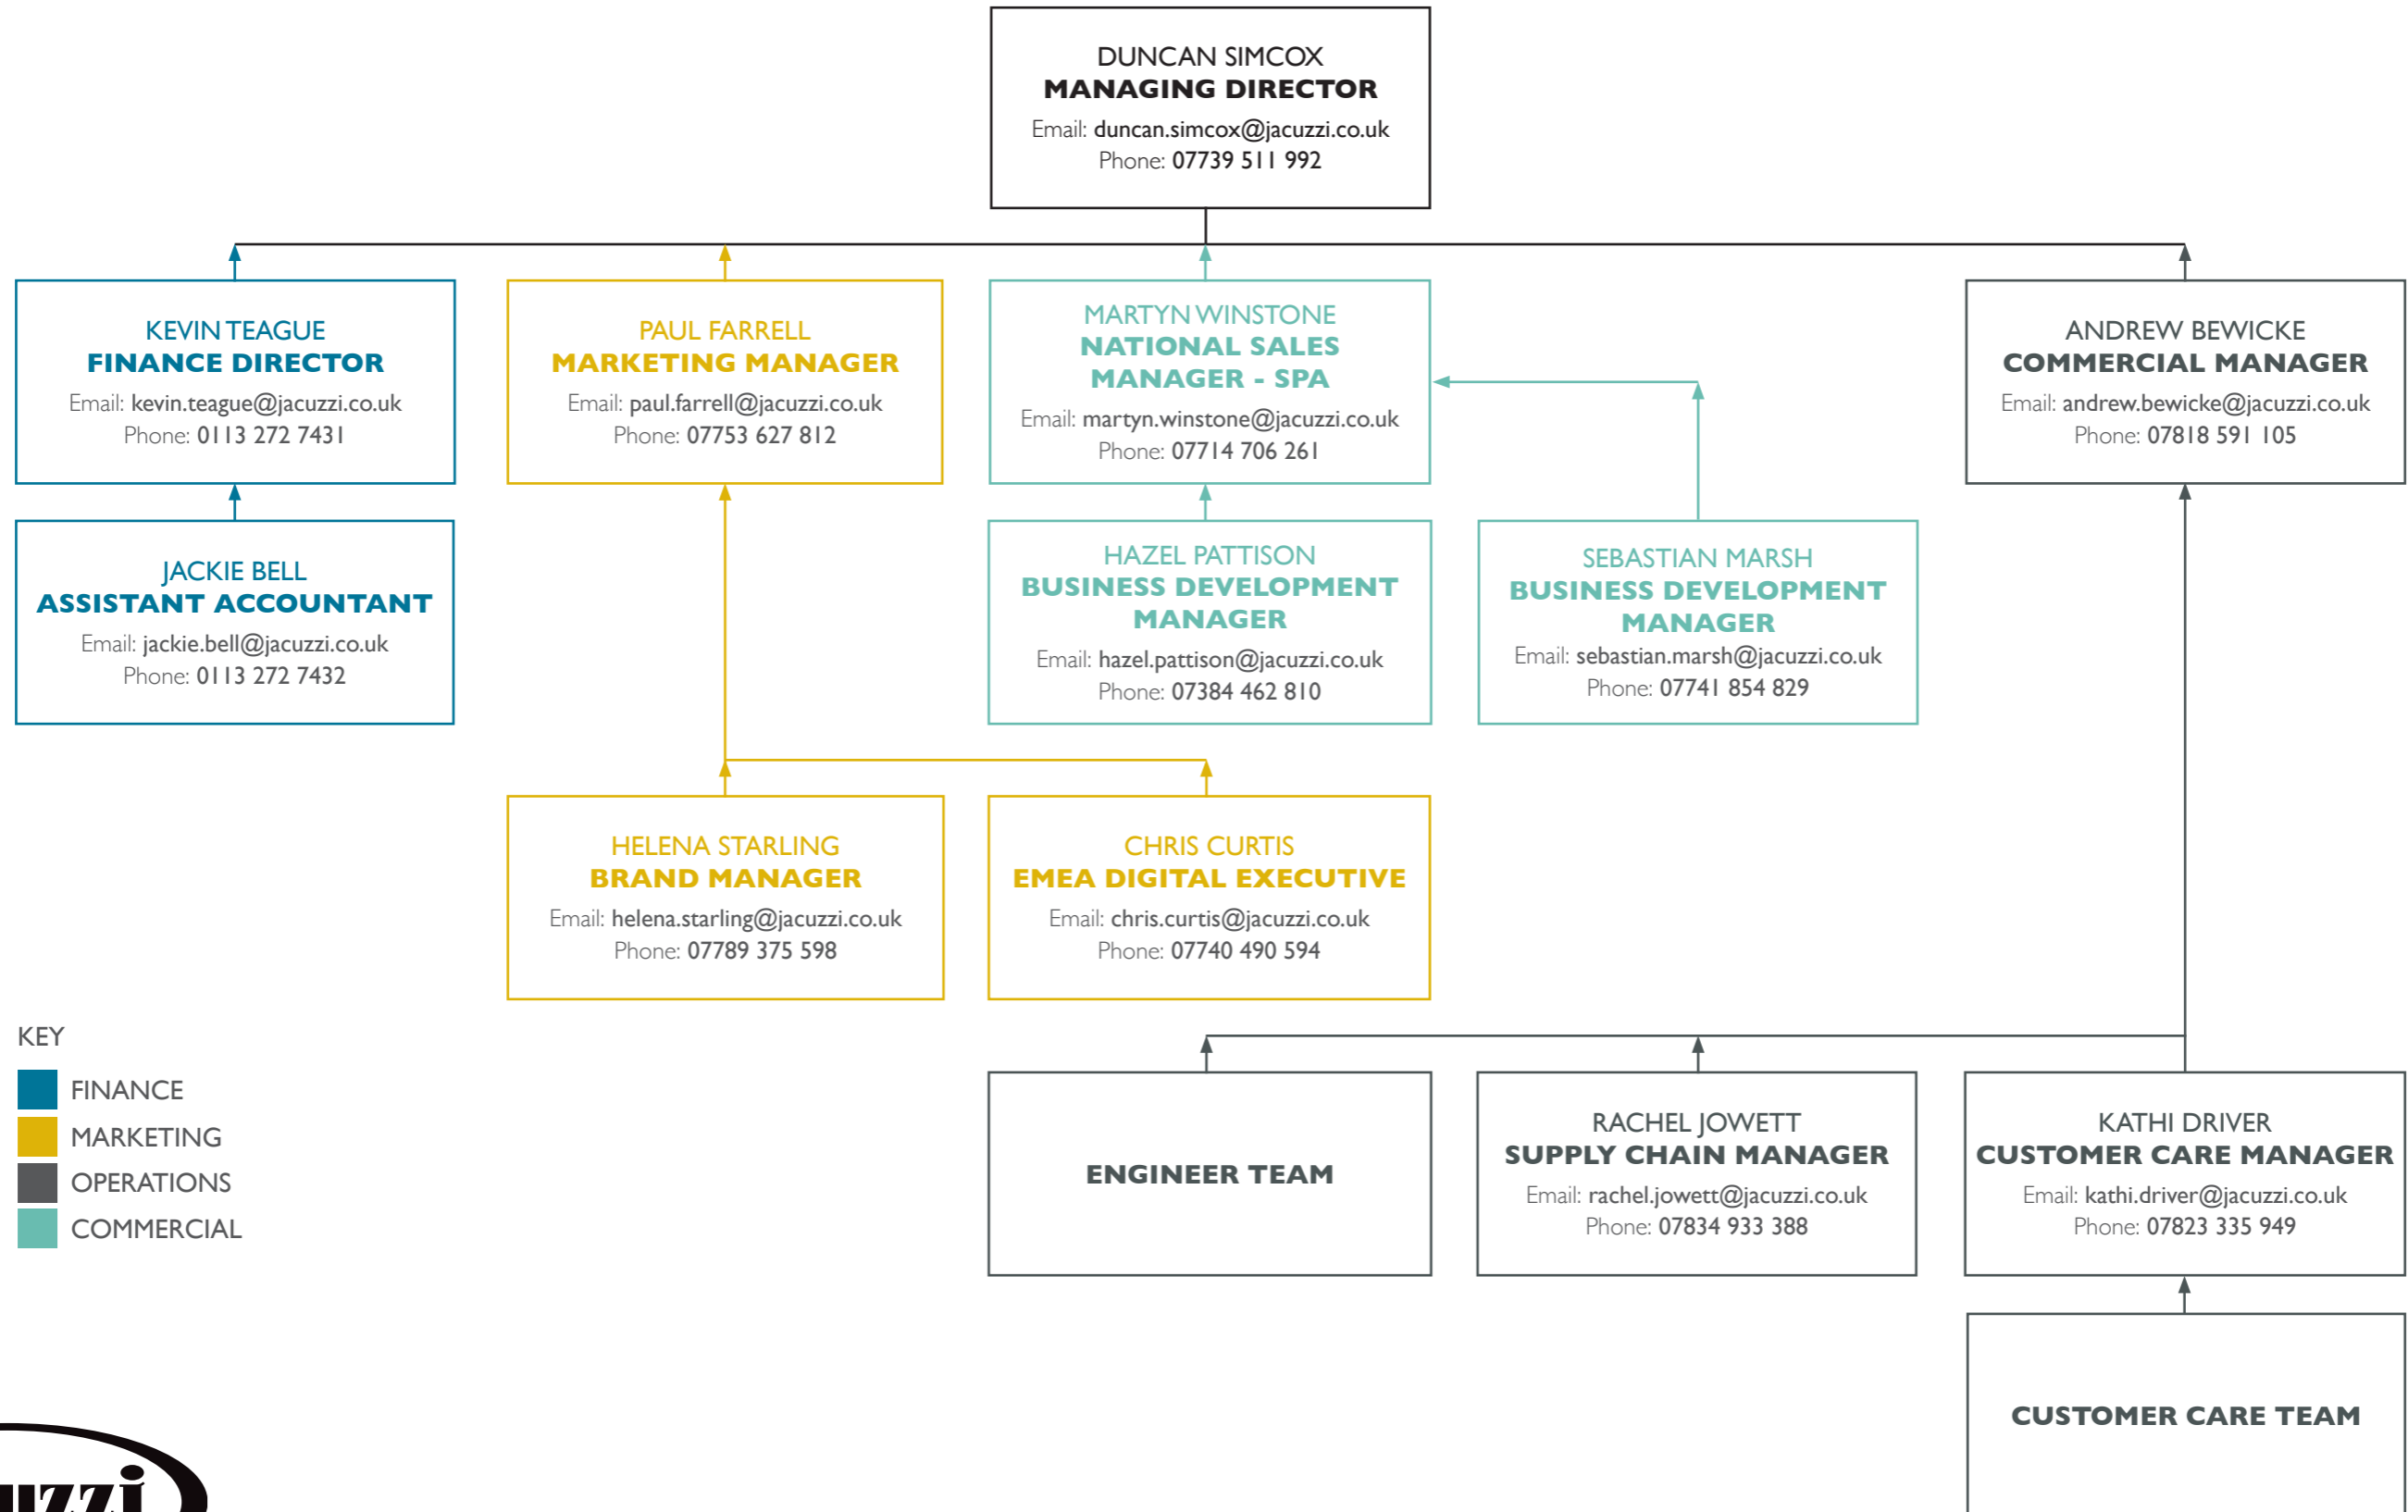 DUNCAN SIMCOX
MANAGING DIRECTOR
Email: duncan.simcox@jacuzzi.co.uk
Phone: 07739 511 992
KEVIN TEAGUE
FINANCE DIRECTOR
Email: kevin.teague@jacuzzi.co.uk
Phone: 0113 272 7431
PAUL FARRELL
MARKETING MANAGER
Email: paul.farrell@jacuzzi.co.uk
Phone: 07753 627 812
MARTYN WINSTONE
NATIONAL SALES
MANAGER - SPA
Email: martyn.winstone@jacuzzi.co.uk
Phone: 07714 706 261
ANDREW BEWICKE
COMMERCIAL MANAGER
Email: andrew.bewicke@jacuzzi.co.uk
Phone: 07818 591 105
JACKIE BELL
ASSISTANT ACCOUNTANT
Email: jackie.bell@jacuzzi.co.uk
Phone: 0113 272 7432
HAZEL PATTISON
BUSINESS DEVELOPMENT
MANAGER
Email: hazel.pattison@jacuzzi.co.uk
Phone: 07384 462 810
SEBASTIAN MARSH
BUSINESS DEVELOPMENT
MANAGER
Email: sebastian.marsh@jacuzzi.co.uk
Phone: 07741 854 829
HELENA STARLING
BRAND MANAGER
Email: helena.starling@jacuzzi.co.uk
Phone: 07789 375 598
CHRIS CURTIS
EMEA DIGITAL EXECUTIVE
Email: chris.curtis@jacuzzi.co.uk
Phone: 07740 490 594
KEY
FINANCE
MARKETING
OPERATIONS
COMMERCIAL
ENGINEER TEAM
RACHEL JOWETT
SUPPLY CHAIN MANAGER
Email: rachel.jowett@jacuzzi.co.uk
Phone: 07834 933 388
KATHI DRIVER
CUSTOMER CARE MANAGER
Email: kathi.driver@jacuzzi.co.uk
Phone: 07823 335 949
CUSTOMER CARE TEAM